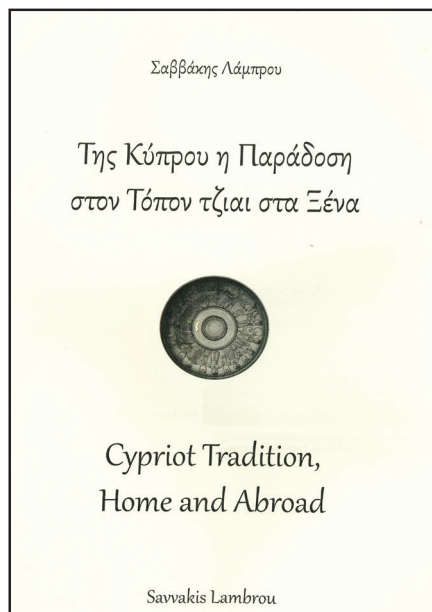 Σαββάκης Λάμπρου
Της Κύπρου η Παράδοση
στον Τόπον τζιαι στα Ξένα
Cypriot Tradition,
Home and Abroad
Savvakis Lambrou